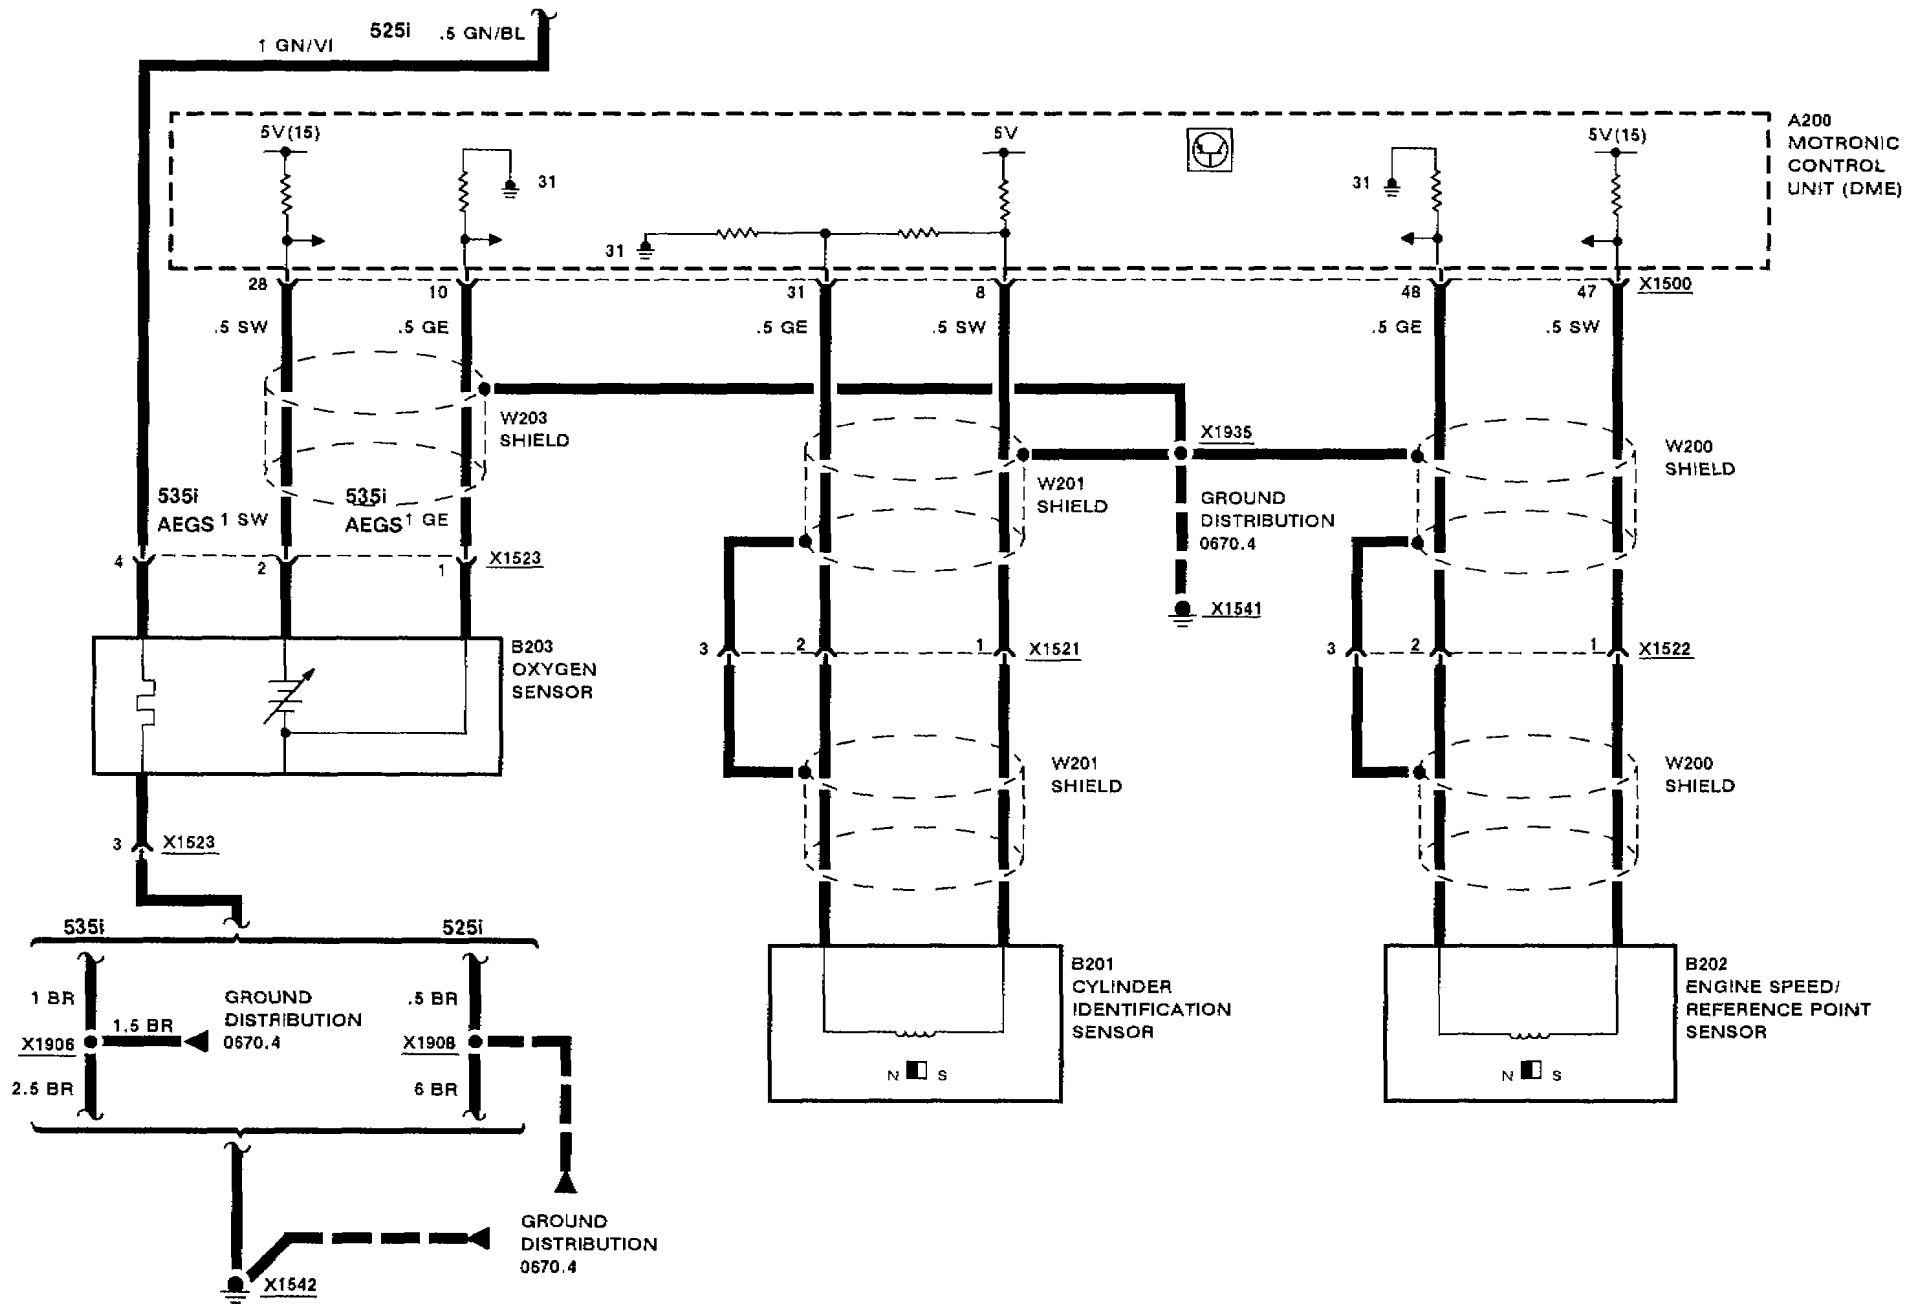 525i .5 GN/BL
1 GN/VI
A200
MOTRONIC
CONTROL
UNIT (DME)
5V(15)
5V
5V(15)
31
31
31
28
10
31
8
48
47
X1500
.5 SW
.5 GE
.5 GE
.5 SW
.5 GE
.5 SW
W203
SHIELD
X1935
W200
SHIELD
W201
SHIELD
GROUND
DISTRIBUTION
0670.4
535i
AEGS
1 SW
535i
AEGS
1 GE
4
2
1
X1523
X1541
B203
OXYGEN
SENSOR
3
2
1
X1521
3
2
1
X1522
W201
SHIELD
W200
SHIELD
3
X1523
535i
525i
1 BR
1.5 BR
X1906
2.5 BR
GROUND
DISTRIBUTION
0670.4
.5 BR
X1908
6 BR
B201
CYLINDER
IDENTIFICATION
SENSOR
N S
B202
ENGINE SPEED/
REFERENCE POINT
SENSOR
N S
GROUND
DISTRIBUTION
0670.4
X1542